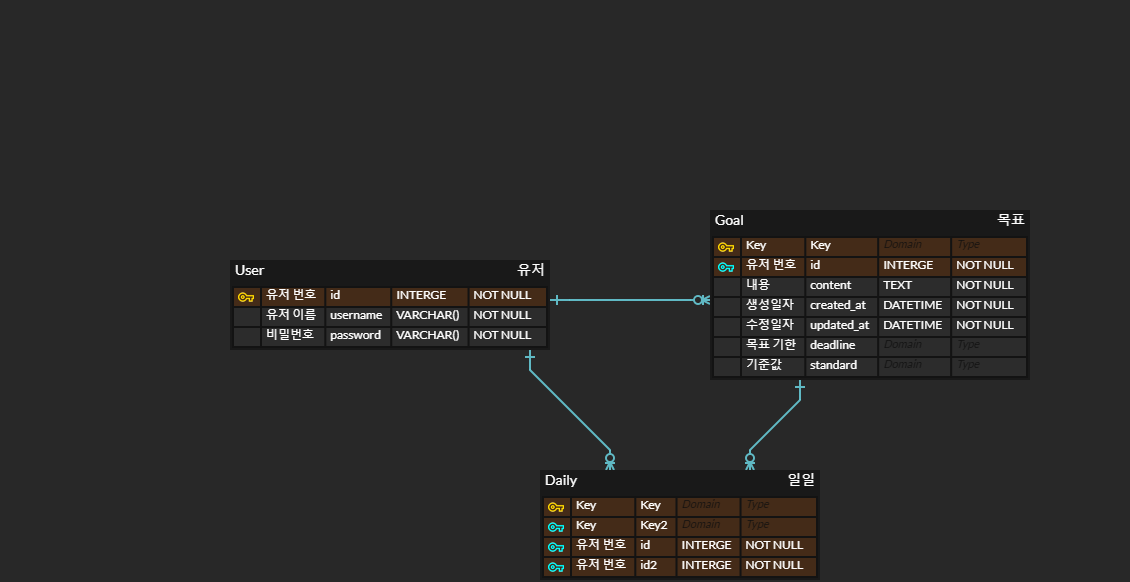 Goal 목표
Key Key Domain Type
유저 번호 id INTERGE NOT NULL
내용 content TEXT NOT NULL
생성일자 created_at DATETIME NOT NULL
수정일자 updated_at DATETIME NOT NULL
목표 기한 deadline Domain Type
기준값 standard Domain Type
User 유저
유저 번호 id INTERGE NOT NULL
유저 이름 username VARCHAR() NOT NULL
비밀번호 password VARCHAR() NOT NULL
Daily 일일
Key Key Domain Type
Key Key2 Domain Type
유저 번호 id INTERGE NOT NULL
유저 번호 id2 INTERGE NOT NULL